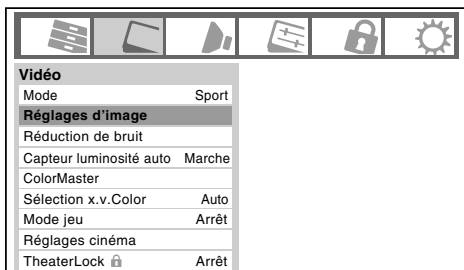 Vidéo
Mode Sport
Réglages d’image
Réduction de bruit
Capteur luminosité auto Marche
ColorMaster
Sélection x.v.Color Auto
Mode jeu Arrêt
Réglages cinéma
TheaterLock Arrêt